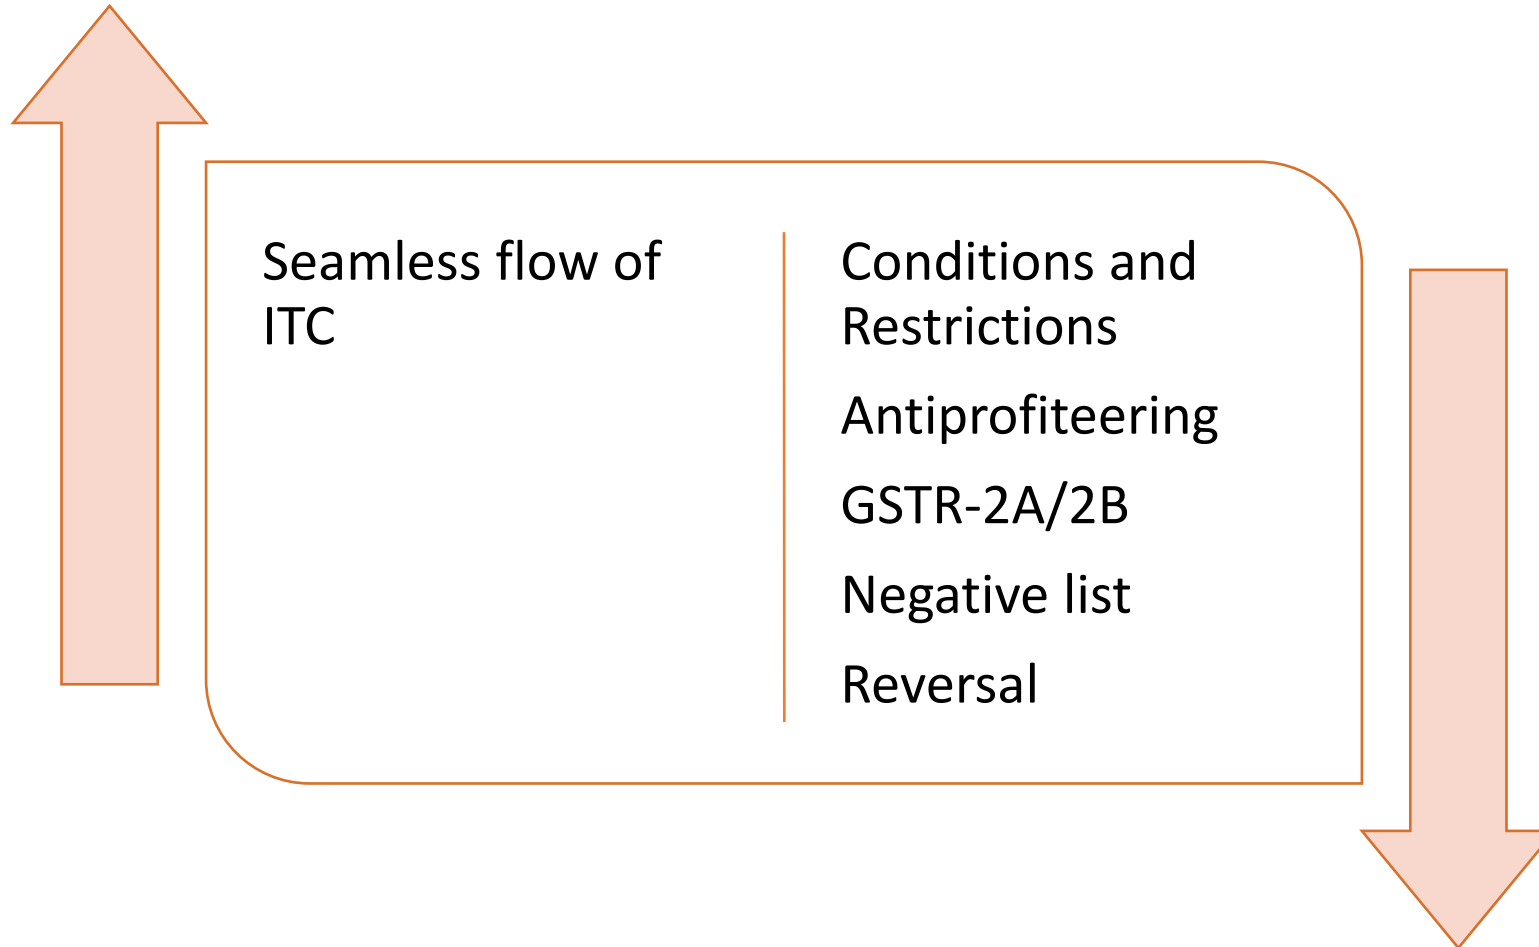 Seamless flow of
ITC
Conditions and
Restrictions
Antiprofiteering
GSTR-2A/2B
Negative list
Reversal